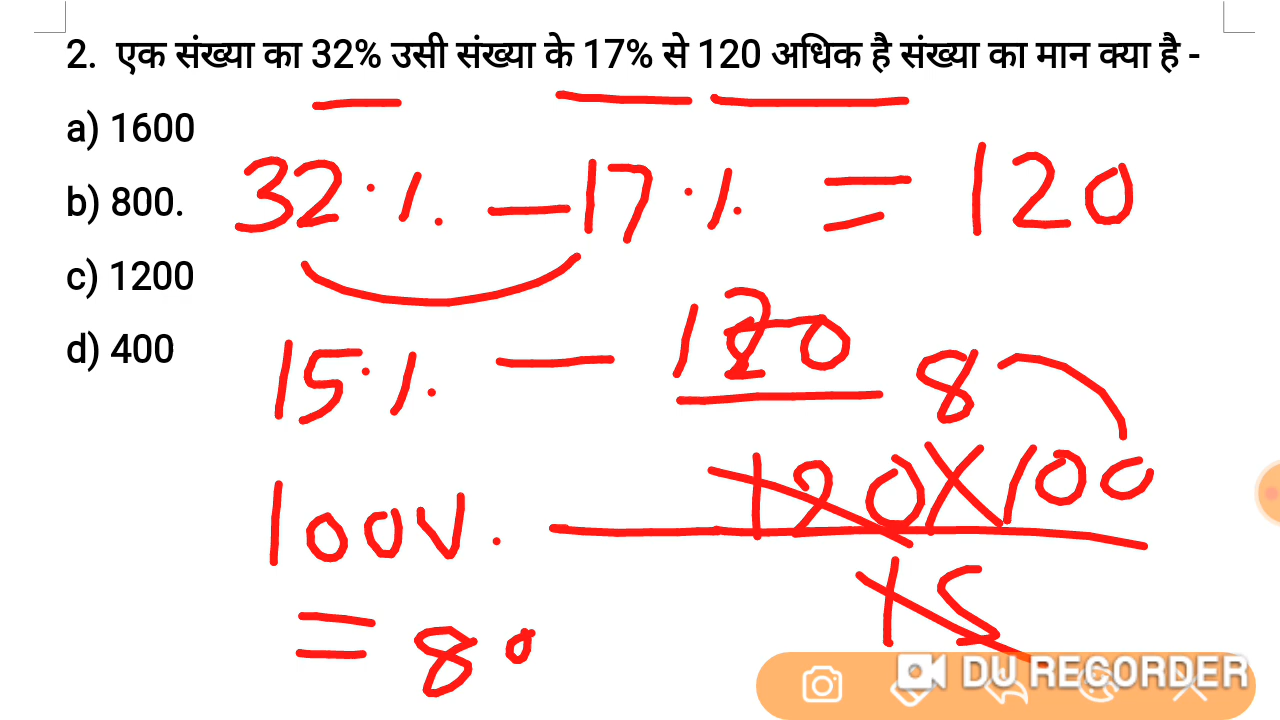 2. एक संख्या का 32% उसी संख्या के 17% से 120 अधिक है संख्या का मान क्या है -
a) 1600
b) 800.
c) 1200
d) 400
32% — 17% = 120
15% — 120
8
100% 120 X 100
15
= 80
DU RECORDER